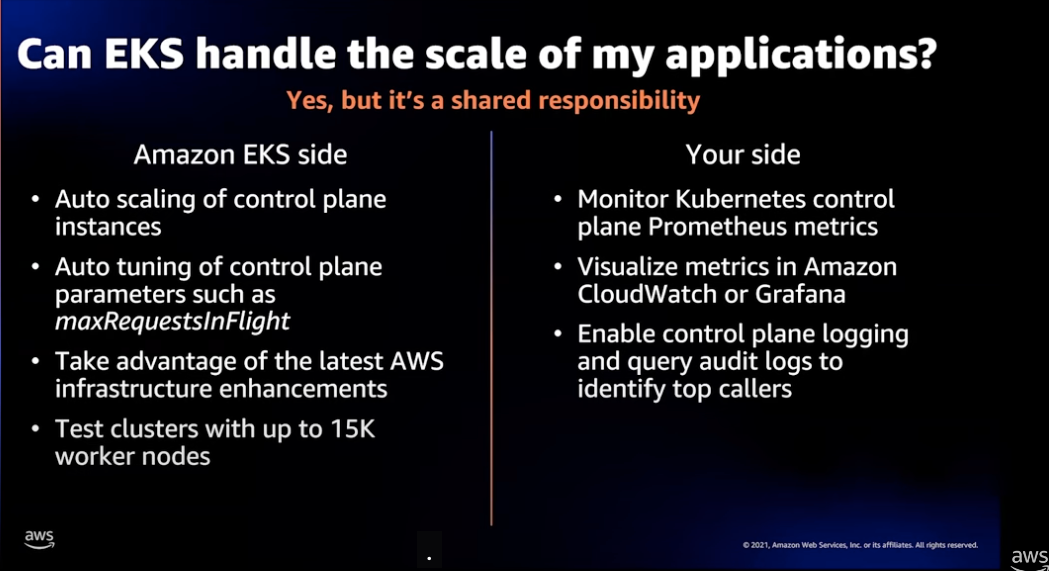 Can EKS handle the scale of my applications?
Yes, but it's a shared responsibility
Amazon EKS side
• Auto scaling of control plane
instances
• Auto tuning of control plane
parameters such as
maxRequestsInFlight
• Take advantage of the latest AWS
infrastructure enhancements
• Test clusters with up to 15K
worker nodes
Your side
• Monitor Kubernetes control
plane Prometheus metrics
• Visualize metrics in Amazon
CloudWatch or Grafana
• Enable control plane logging
and query audit logs to
identify top callers
aws
.
© 2021, Amazon Web Services, Inc. or its affiliates. All rights reserved.
aws